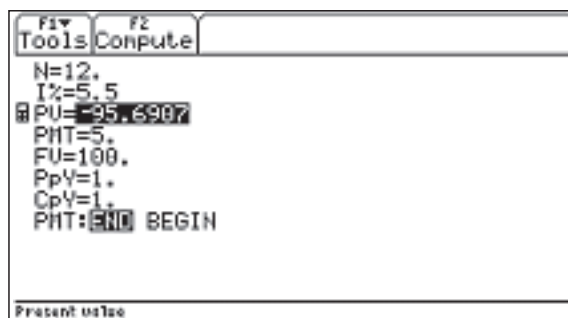 F1▼ F2
Tools Compute
N=12.
I%=5.5
PV=-95.6907
PMT=5.
FV=100.
PpY=1.
CpY=1.
PMT:END BEGIN
Present value